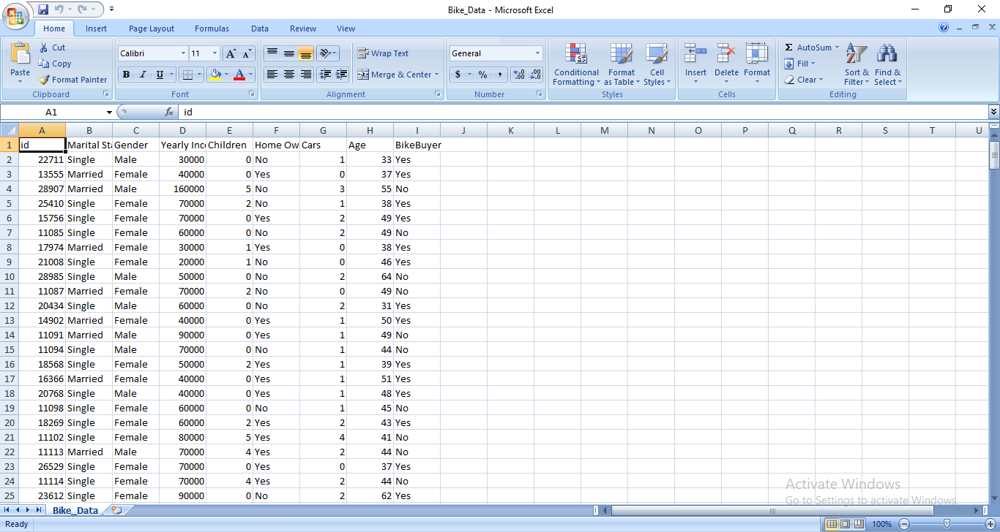 Bike_Data - Microsoft Excel
Home Insert Page Layout Formulas Data Review View
Paste
Cut
Copy
Format Painter
Clipboard
Calibri 11
B I U
Font
Wrap Text
Merge & Center
Alignment
General
$ % ,
Number
Conditional Formatting
Format as Table
Cell Styles
Styles
Insert Delete Format
Cells
Σ AutoSum
Fill
Clear
Sort & Filter
Find & Select
Editing
A1 fx id
A B C D E F G H I J K L M N O P Q R S T U
1 id Marital Sta Gender Yearly Inc Children Home Ow Cars Age BikeBuyer
2 22711 Single Male 30000 0 No 1 33 Yes
3 13555 Married Female 40000 0 Yes 0 37 Yes
4 28907 Married Male 160000 5 No 3 55 No
5 25410 Single Female 70000 2 No 1 38 Yes
6 15756 Single Female 70000 0 Yes 2 49 Yes
7 11085 Single Female 60000 0 No 2 49 No
8 17974 Married Female 30000 1 Yes 0 38 Yes
9 21008 Single Female 20000 1 No 0 46 Yes
10 28985 Single Male 50000 0 No 2 64 No
11 11087 Married Female 70000 2 No 0 49 No
12 20434 Single Male 60000 0 No 2 31 Yes
13 14902 Married Female 40000 0 Yes 1 50 Yes
14 11091 Married Male 90000 0 Yes 1 49 No
15 11094 Single Male 70000 0 No 1 44 No
16 18568 Single Female 50000 2 Yes 1 39 Yes
17 16366 Married Female 40000 0 Yes 1 51 Yes
18 20768 Single Male 40000 0 Yes 1 48 Yes
19 11098 Single Female 60000 0 No 1 45 No
20 18269 Single Female 60000 2 Yes 2 43 Yes
21 11102 Single Female 80000 5 Yes 4 41 No
22 11113 Married Male 70000 4 Yes 2 44 No
23 26529 Single Female 70000 0 Yes 0 37 Yes
24 11114 Single Female 70000 4 Yes 2 44 No
25 23612 Single Female 90000 0 No 2 62 Yes
Activate Windows
Go to Settings to activate Windows.
Bike_Data
Ready 100%